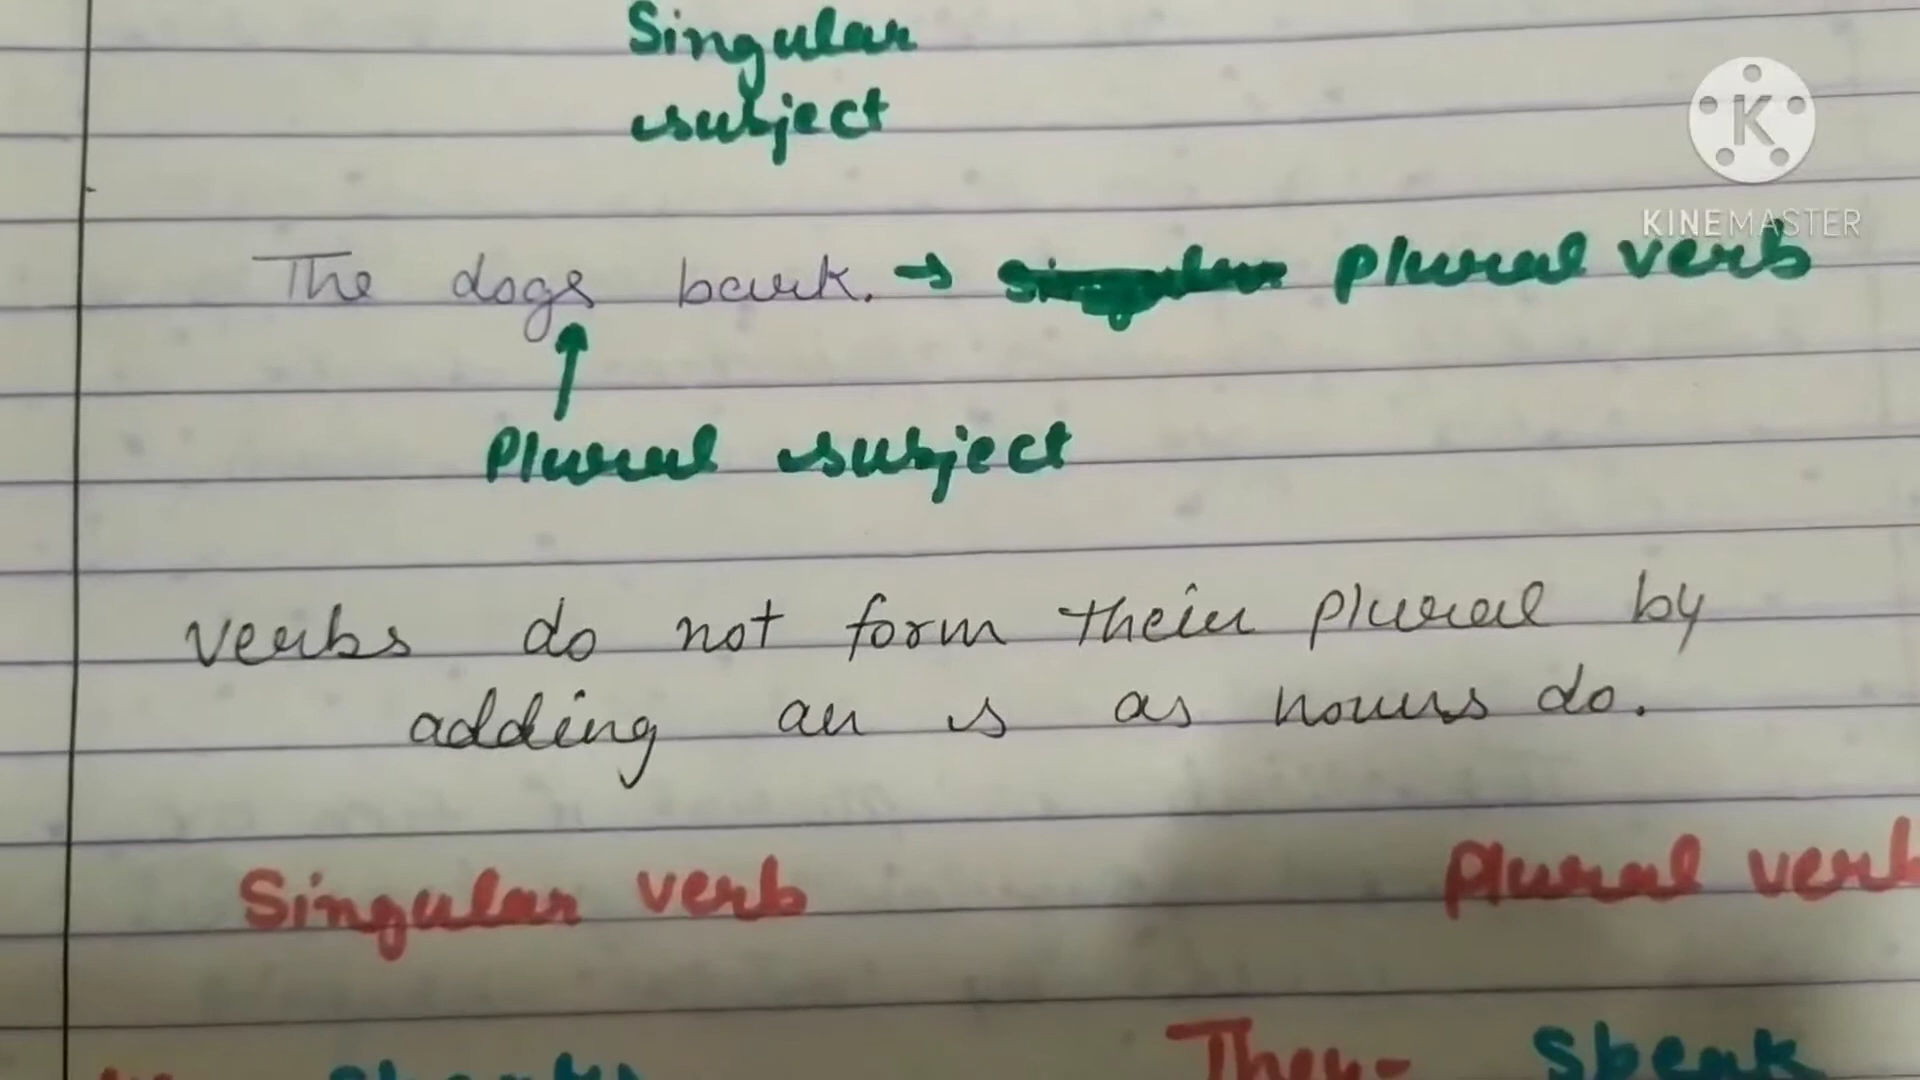 Singular
subject
The dogs bark. → plural verb
Plural subject
verbs do not form their plural by
adding an s as nouns do.
Singular verb plural verb
They- Speak
K
KINEMASTER